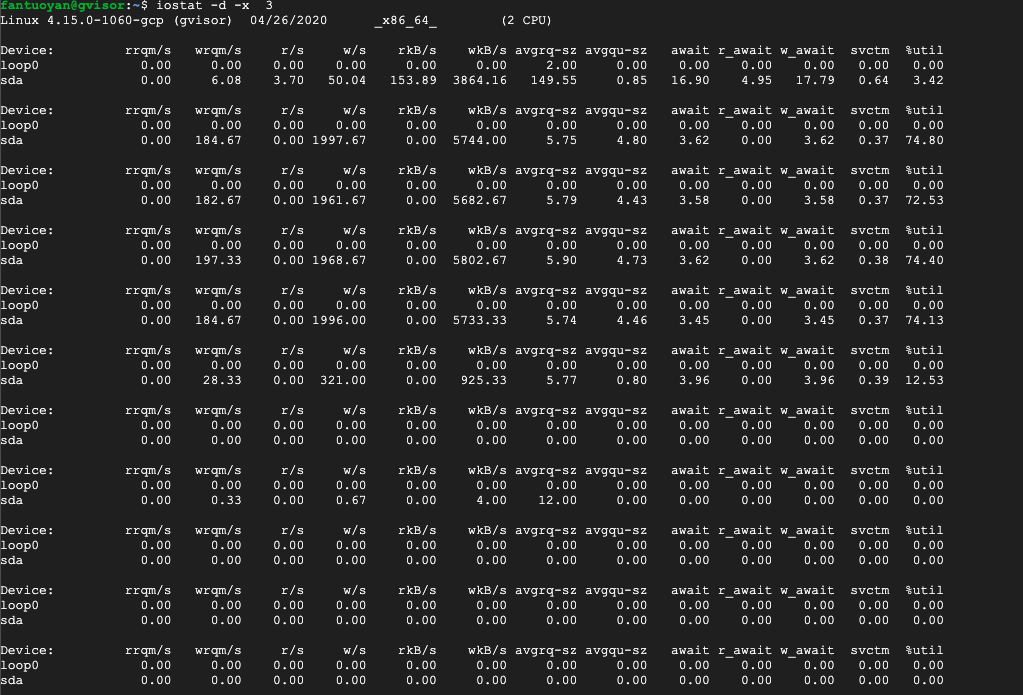 fantuoyan@gvisor:~$ iostat -d -x  3
Linux 4.15.0-1060-gcp (gvisor)  04/26/2020      _x86_64_        (2 CPU)
Device:         rrqm/s   wrqm/s     r/s     w/s    rkB/s    wkB/s avgrq-sz avgqu-sz   await r_await w_await  svctm  %util
loop0             0.00     0.00    0.00    0.00     0.00     0.00     2.00     0.00    0.00    0.00    0.00   0.00   0.00
sda               0.00     6.08    3.70   50.04   153.89  3864.16   149.55     0.85   16.90    4.95   17.79   0.64   3.42
Device:         rrqm/s   wrqm/s     r/s     w/s    rkB/s    wkB/s avgrq-sz avgqu-sz   await r_await w_await  svctm  %util
loop0             0.00     0.00    0.00    0.00     0.00     0.00     0.00     0.00    0.00    0.00    0.00   0.00   0.00
sda               0.00   184.67    0.00 1997.67     0.00  5744.00     5.75     4.80    3.62    0.00    3.62   0.37  74.80
Device:         rrqm/s   wrqm/s     r/s     w/s    rkB/s    wkB/s avgrq-sz avgqu-sz   await r_await w_await  svctm  %util
loop0             0.00     0.00    0.00    0.00     0.00     0.00     0.00     0.00    0.00    0.00    0.00   0.00   0.00
sda               0.00   182.67    0.00 1961.67     0.00  5682.67     5.79     4.43    3.58    0.00    3.58   0.37  72.53
Device:         rrqm/s   wrqm/s     r/s     w/s    rkB/s    wkB/s avgrq-sz avgqu-sz   await r_await w_await  svctm  %util
loop0             0.00     0.00    0.00    0.00     0.00     0.00     0.00     0.00    0.00    0.00    0.00   0.00   0.00
sda               0.00   197.33    0.00 1968.67     0.00  5802.67     5.90     4.73    3.62    0.00    3.62   0.38  74.40
Device:         rrqm/s   wrqm/s     r/s     w/s    rkB/s    wkB/s avgrq-sz avgqu-sz   await r_await w_await  svctm  %util
loop0             0.00     0.00    0.00    0.00     0.00     0.00     0.00     0.00    0.00    0.00    0.00   0.00   0.00
sda               0.00   184.67    0.00 1996.00     0.00  5733.33     5.74     4.46    3.45    0.00    3.45   0.37  74.13
Device:         rrqm/s   wrqm/s     r/s     w/s    rkB/s    wkB/s avgrq-sz avgqu-sz   await r_await w_await  svctm  %util
loop0             0.00     0.00    0.00    0.00     0.00     0.00     0.00     0.00    0.00    0.00    0.00   0.00   0.00
sda               0.00    28.33    0.00  321.00     0.00   925.33     5.77     0.80    3.96    0.00    3.96   0.39  12.53
Device:         rrqm/s   wrqm/s     r/s     w/s    rkB/s    wkB/s avgrq-sz avgqu-sz   await r_await w_await  svctm  %util
loop0             0.00     0.00    0.00    0.00     0.00     0.00     0.00     0.00    0.00    0.00    0.00   0.00   0.00
sda               0.00     0.00    0.00    0.00     0.00     0.00     0.00     0.00    0.00    0.00    0.00   0.00   0.00
Device:         rrqm/s   wrqm/s     r/s     w/s    rkB/s    wkB/s avgrq-sz avgqu-sz   await r_await w_await  svctm  %util
loop0             0.00     0.00    0.00    0.00     0.00     0.00     0.00     0.00    0.00    0.00    0.00   0.00   0.00
sda               0.00     0.33    0.00    0.67     0.00     4.00    12.00     0.00    0.00    0.00    0.00   0.00   0.00
Device:         rrqm/s   wrqm/s     r/s     w/s    rkB/s    wkB/s avgrq-sz avgqu-sz   await r_await w_await  svctm  %util
loop0             0.00     0.00    0.00    0.00     0.00     0.00     0.00     0.00    0.00    0.00    0.00   0.00   0.00
sda               0.00     0.00    0.00    0.00     0.00     0.00     0.00     0.00    0.00    0.00    0.00   0.00   0.00
Device:         rrqm/s   wrqm/s     r/s     w/s    rkB/s    wkB/s avgrq-sz avgqu-sz   await r_await w_await  svctm  %util
loop0             0.00     0.00    0.00    0.00     0.00     0.00     0.00     0.00    0.00    0.00    0.00   0.00   0.00
sda               0.00     0.00    0.00    0.00     0.00     0.00     0.00     0.00    0.00    0.00    0.00   0.00   0.00
Device:         rrqm/s   wrqm/s     r/s     w/s    rkB/s    wkB/s avgrq-sz avgqu-sz   await r_await w_await  svctm  %util
loop0             0.00     0.00    0.00    0.00     0.00     0.00     0.00     0.00    0.00    0.00    0.00   0.00   0.00
sda               0.00     0.00    0.00    0.00     0.00     0.00     0.00     0.00    0.00    0.00    0.00   0.00   0.00